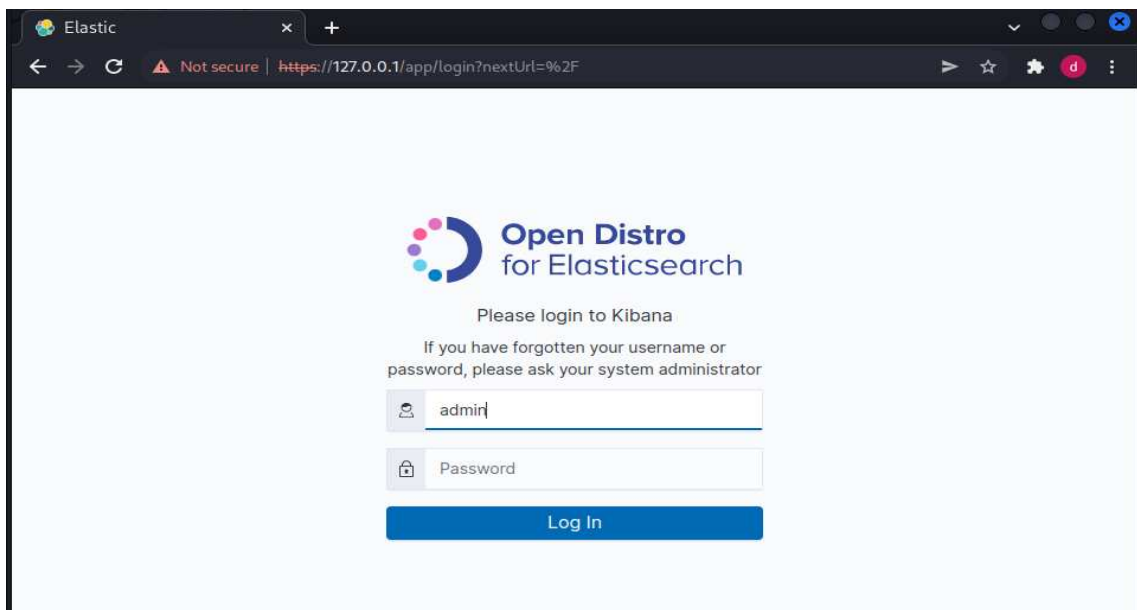 Elastic
Not secure | https://127.0.0.1/app/login?nextUrl=%2F
d
Open Distro
for Elasticsearch
Please login to Kibana
If you have forgotten your username or
password, please ask your system administrator
admin
Password
Log In